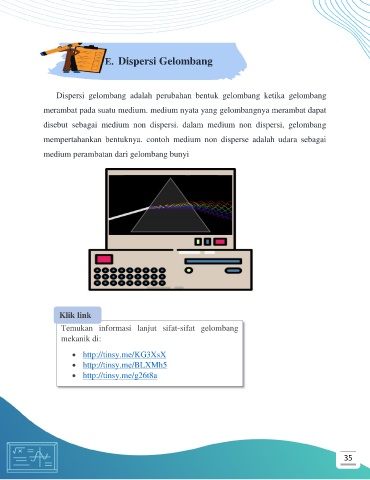 E. Dispersi Gelombang
Dispersi gelombang adalah perubahan bentuk gelombang ketika gelombang
merambat pada suatu medium. medium nyata yang gelombangnya merambat dapat
disebut sebagai medium non dispersi. dalam medium non dispersi, gelombang
mempertahankan bentuknya. contoh medium non disperse adalah udara sebagai
medium perambatan dari gelombang bunyi
Klik link
Temukan informasi lanjut sifat-sifat gelombang
mekanik di:
• http://tinsy.me/KG3XsX
• http://tinsy.me/BLXMh5
• http://tinsy.me/g26t8a
35